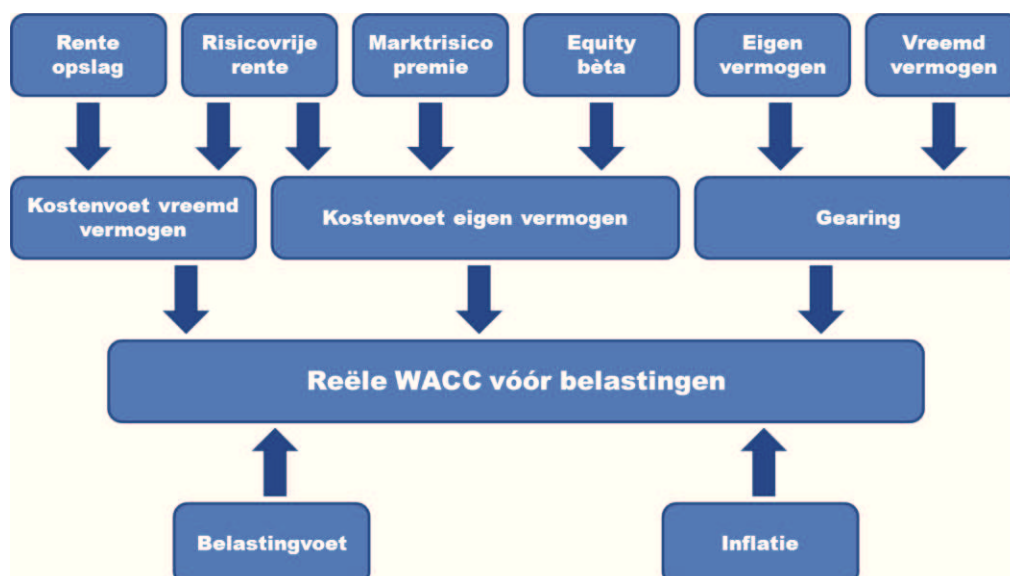 Rente
opslag
Risicovrije
rente
Marktrisico
premie
Equity
bèta
Eigen
vermogen
Vreemd
vermogen
Kostenvoet vreemd
vermogen
Kostenvoet eigen vermogen
Gearing
Reële WACC vóór belastingen
Belastingvoet
Inflatie